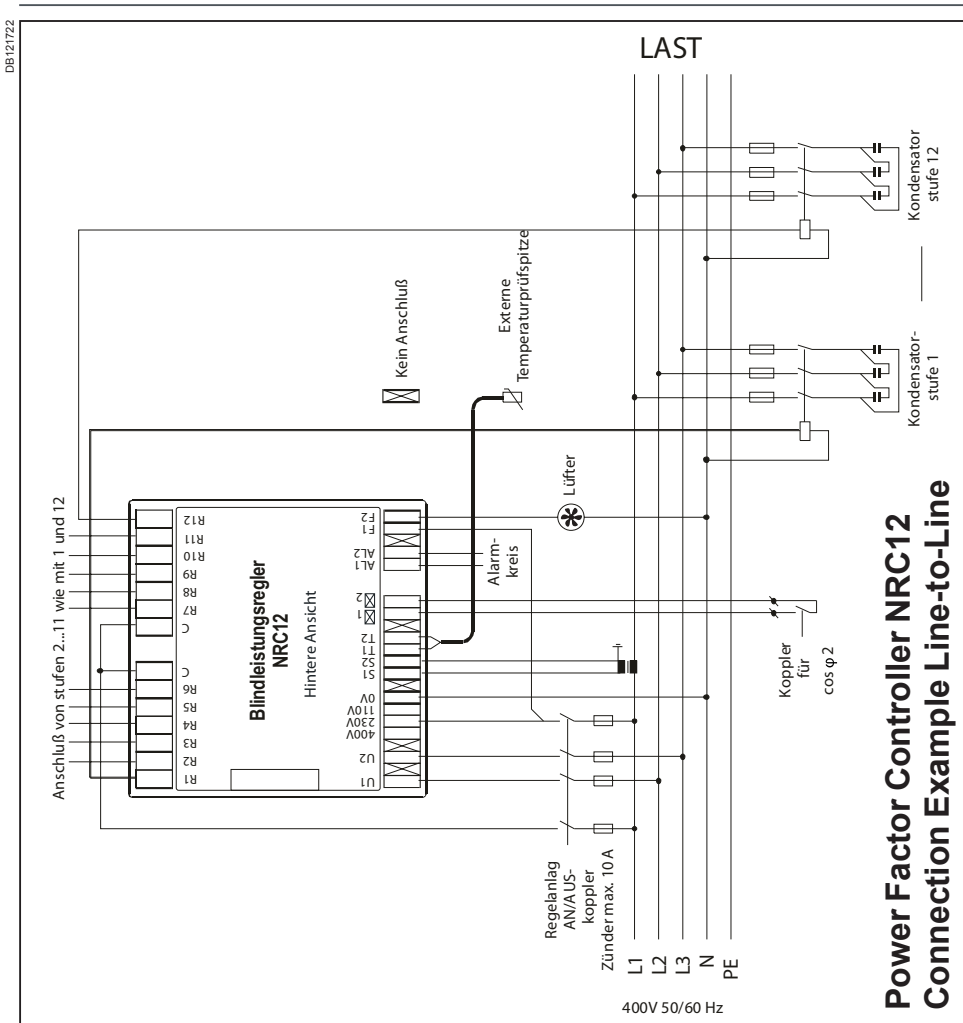 DB121722
LAST
Anschluß von stufen 2...11 wie mit 1 und 12
R1
R2
R3
R4
R5
R6
C
C
R7
R8
R9
R10
R11
R12
Blindleistungsregler
NRC12
Hintere Ansicht
U1
U2
400V
230V
110V
0V
S1
S2
T1
T2
1
2
AL1
AL2
F1
F2
Kein Anschluß
Externe
Temperaturprüfspitze
Lüfter
Alarm-
kreis
Regelanlag
AN/AUS-
koppler
Zünder max. 10 A
Koppler
für
cos φ 2
Kondensator-
stufe 1
Kondensator
stufe 12
L1
L2
L3
N
PE
400V 50/60 Hz
Power Factor Controller NRC12
Connection Example Line-to-Line